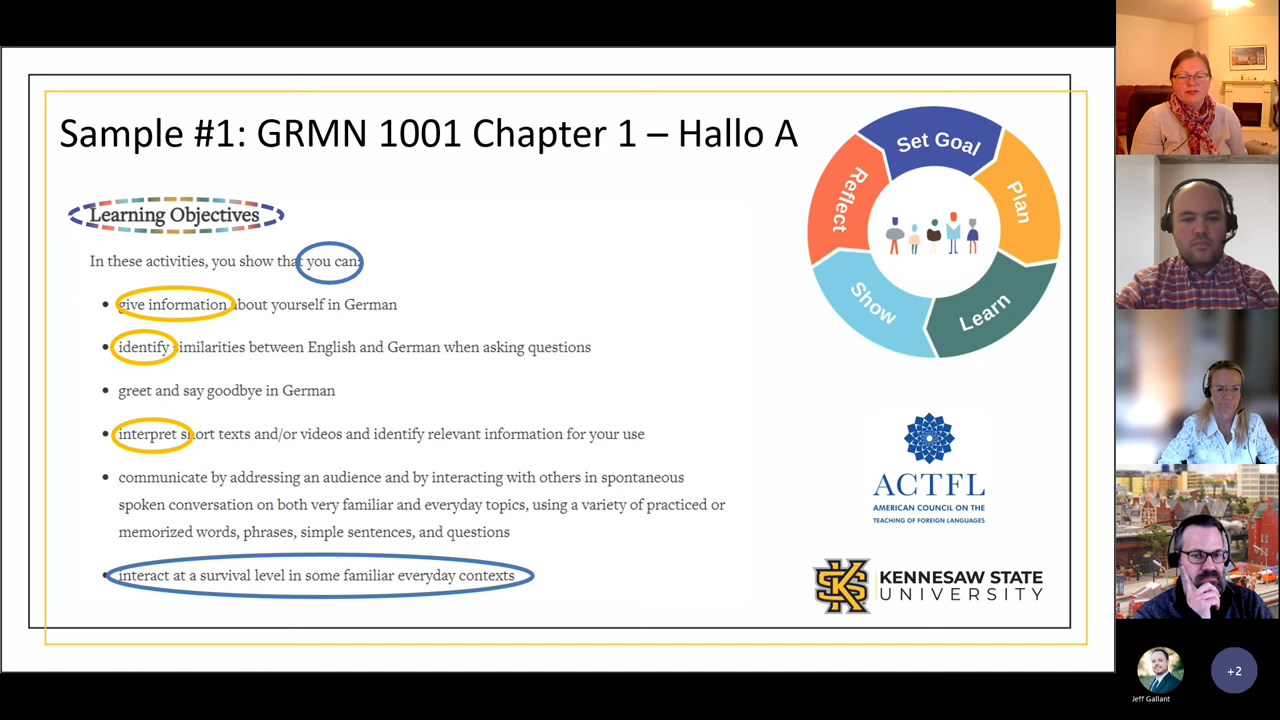 Sample #1: GRMN 1001 Chapter 1 – Hallo A
Learning Objectives
In these activities, you show that you can:
• give information about yourself in German
• identify similarities between English and German when asking questions
• greet and say goodbye in German
• interpret short texts and/or videos and identify relevant information for your use
• communicate by addressing an audience and by interacting with others in spontaneous
spoken conversation on both very familiar and everyday topics, using a variety of practiced or
memorized words, phrases, simple sentences, and questions
• interact at a survival level in some familiar everyday contexts
Set Goal
Plan
Learn
Show
Reflect
ACTFL
AMERICAN COUNCIL ON THE
TEACHING OF FOREIGN LANGUAGES
KS
KENNESAW STATE
UNIVERSITY
Jeff Gallant
+2